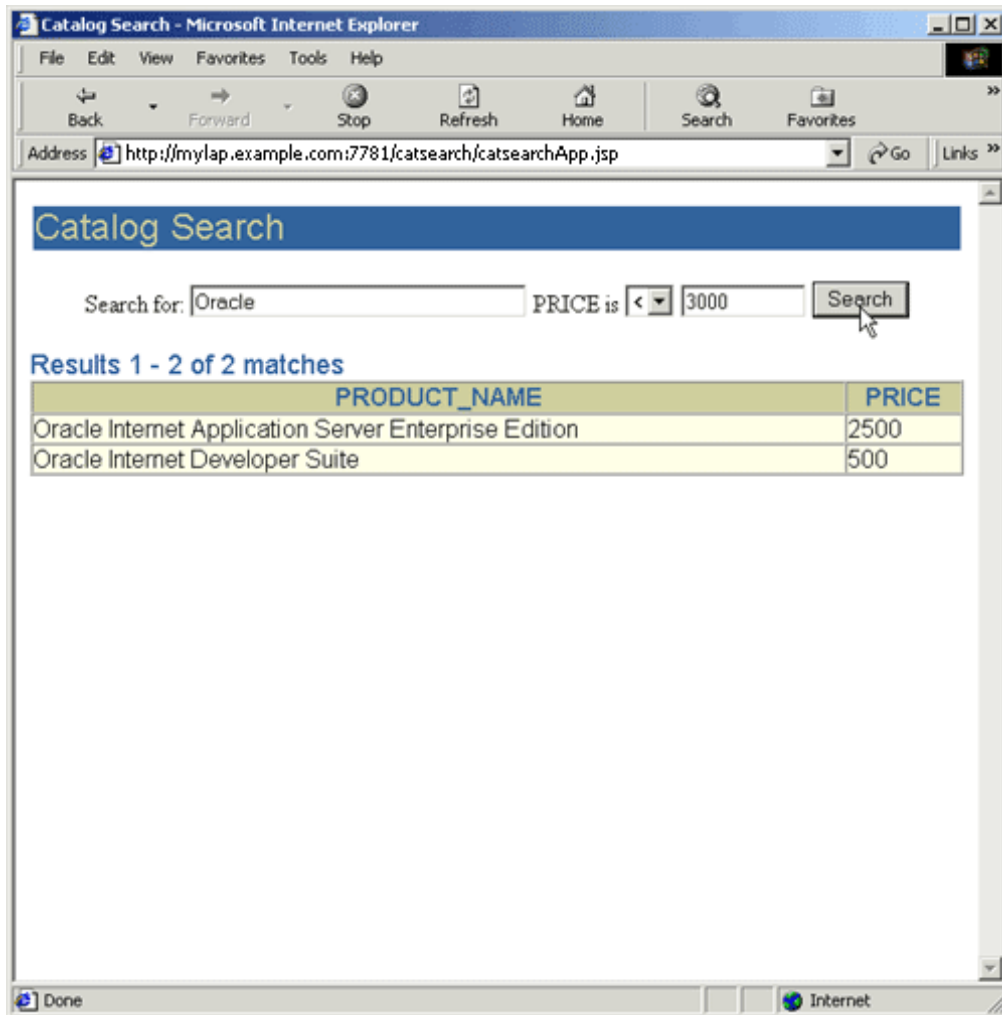 Catalog Search - Microsoft Internet Explorer
File Edit View Favorites Tools Help
Back Forward Stop Refresh Home Search Favorites »
Address http://mylap.example.com:7781/catsearch/catsearchApp.jsp Go Links »
Catalog Search
Search for: Oracle PRICE is < 3000 Search
Results 1 - 2 of 2 matches
PRODUCT_NAME PRICE
Oracle Internet Application Server Enterprise Edition 2500
Oracle Internet Developer Suite 500
Done Internet